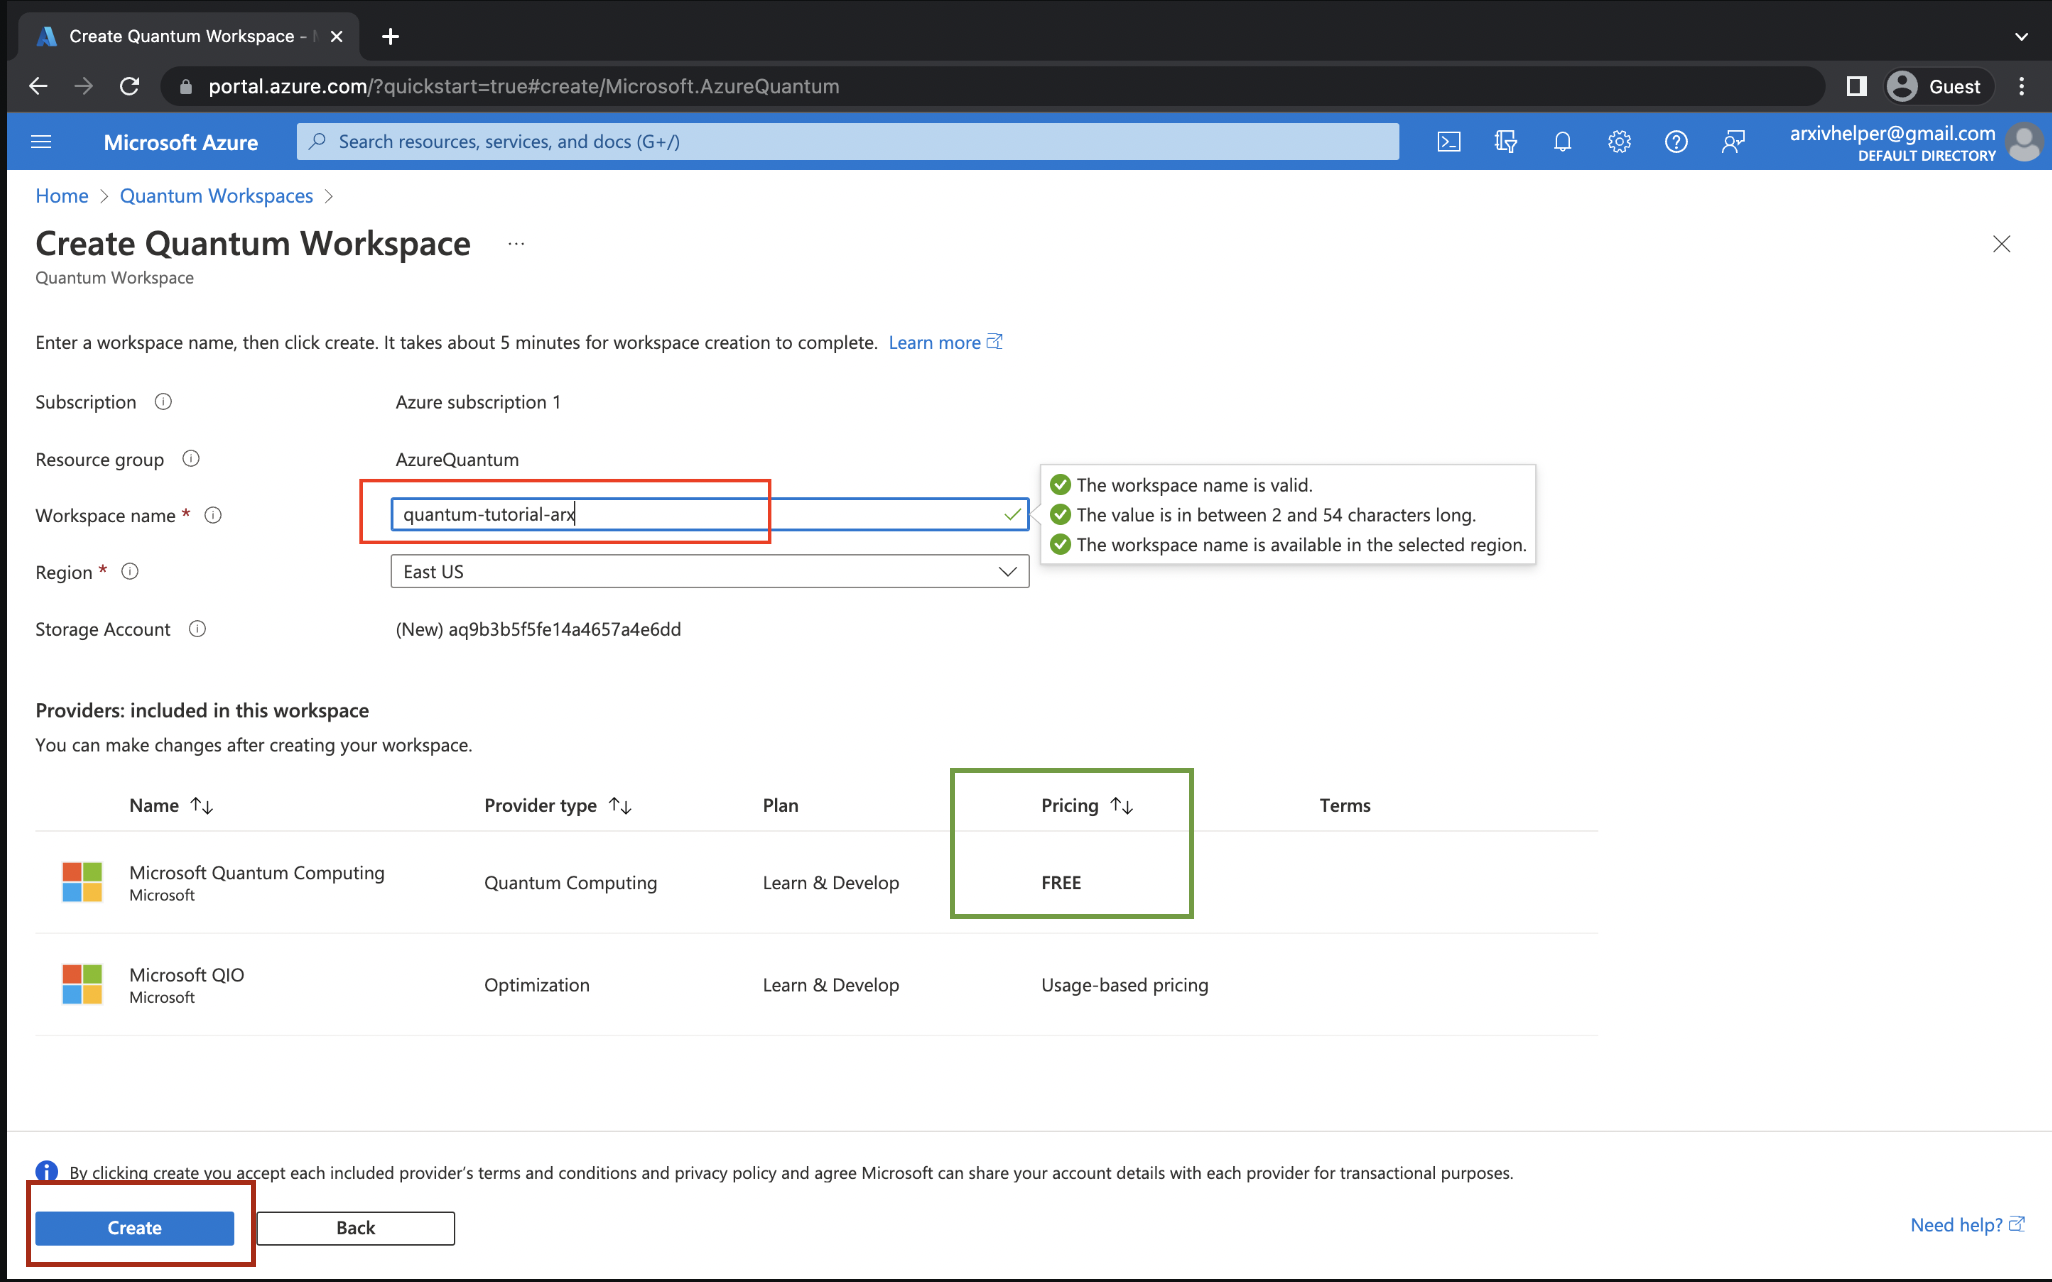 Create Quantum Workspace -
portal.azure.com/?quickstart=true#create/Microsoft.AzureQuantum
Guest
Microsoft Azure
Search resources, services, and docs (G+/)
arxivhelper@gmail.com
DEFAULT DIRECTORY
Home > Quantum Workspaces >
Create Quantum Workspace ...
Quantum Workspace
Enter a workspace name, then click create. It takes about 5 minutes for workspace creation to complete. Learn more
Subscription Azure subscription 1
Resource group AzureQuantum
Workspace name * quantum-tutorial-arx
The workspace name is valid.
The value is in between 2 and 54 characters long.
The workspace name is available in the selected region.
Region * East US
Storage Account (New) aq9b3b5f5fe14a4657a4e6dd
Providers: included in this workspace
You can make changes after creating your workspace.
Name Provider type Plan Pricing Terms
Microsoft Quantum Computing
Microsoft
Quantum Computing Learn & Develop FREE
Microsoft QIO
Microsoft
Optimization Learn & Develop Usage-based pricing
By clicking create you accept each included provider's terms and conditions and privacy policy and agree Microsoft can share your account details with each provider for transactional purposes.
Create Back
Need help?